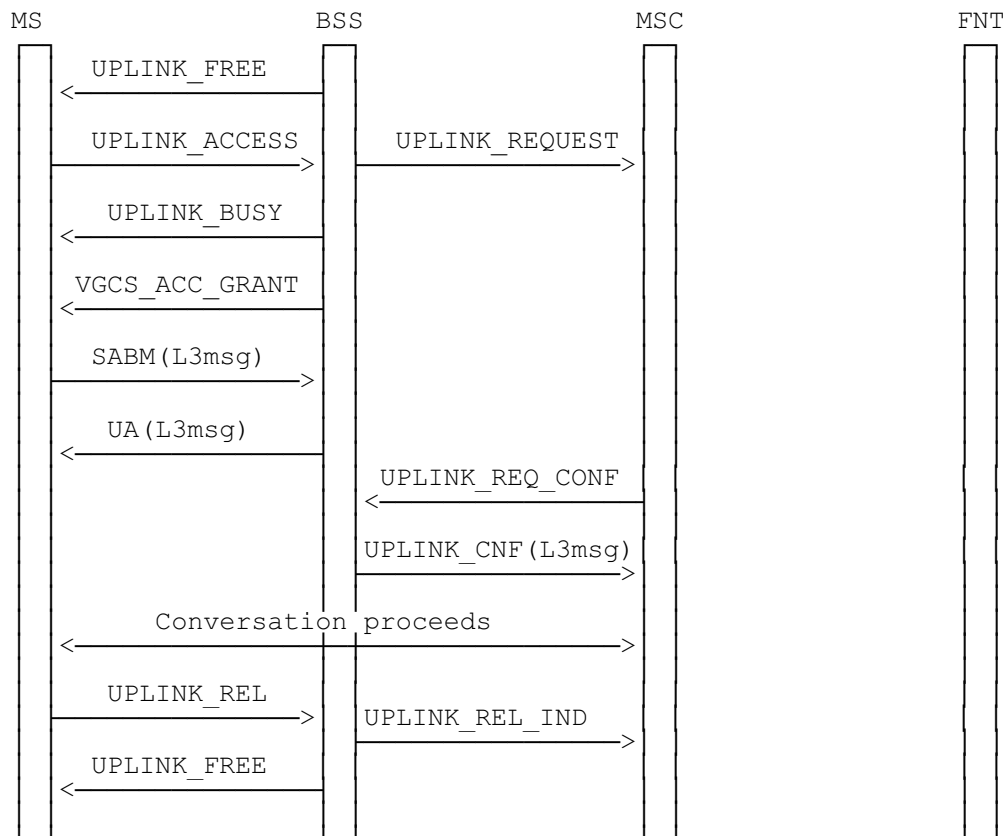 MS BSS MSC FNT
UPLINK_FREE
UPLINK_ACCESS UPLINK_REQUEST
UPLINK_BUSY
VGCS_ACC_GRANT
SABM(L3msg)
UA(L3msg)
UPLINK_REQ_CONF
UPLINK_CNF(L3msg)
Conversation proceeds
UPLINK_REL
UPLINK_REL_IND
UPLINK_FREE